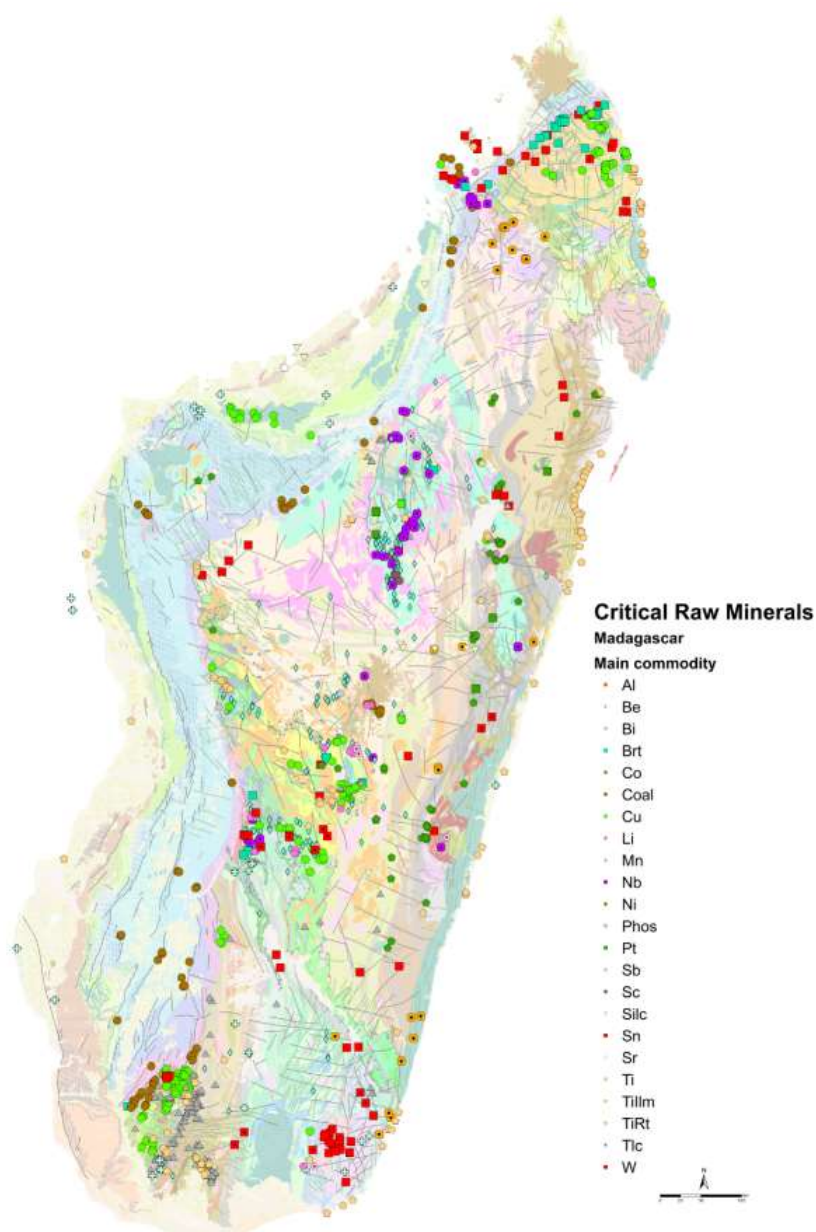 Critical Raw Minerals
Madagascar
Main commodity
Al
Be
Bi
Brt
Co
Coal
Cu
Li
Mn
Nb
Ni
Phos
Pt
Sb
Sc
Silc
Sn
Sr
Ti
TiIlm
TiRt
Tlc
W
N